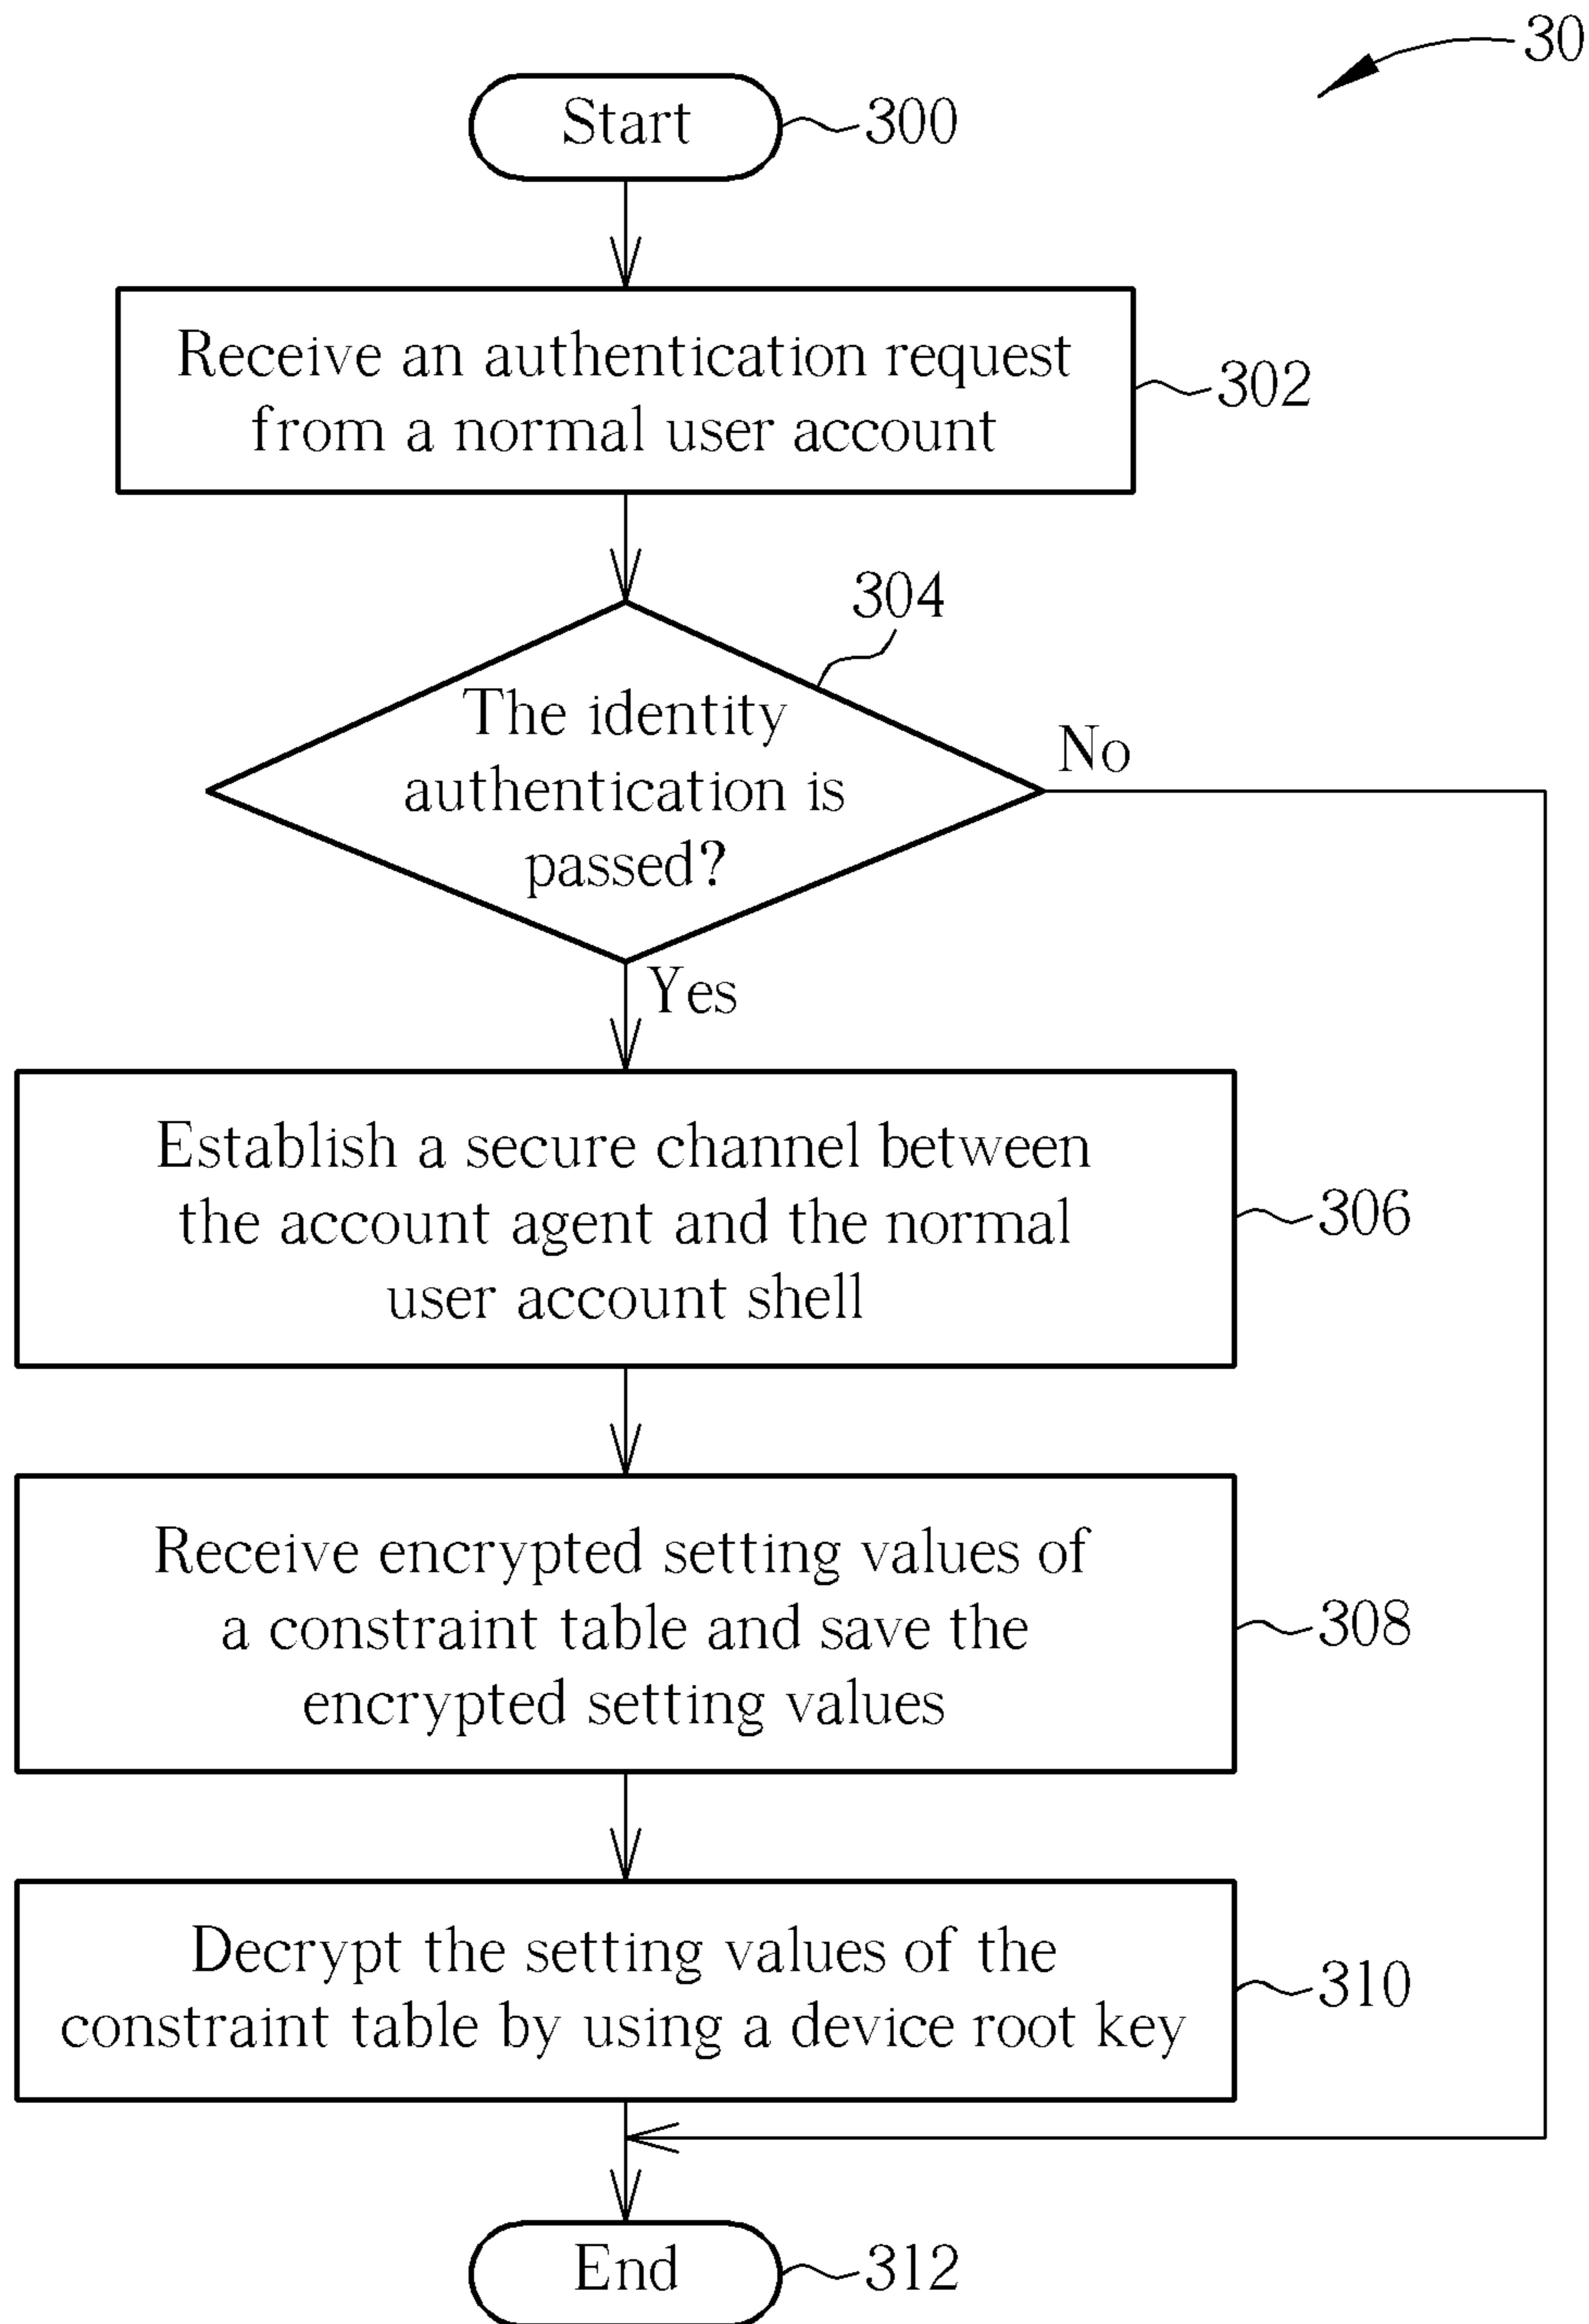 30
Start
300
Receive an authentication request
from a normal user account
302
304
The identity
authentication is
passed?
No
Yes
Establish a secure channel between
the account agent and the normal
user account shell
306
Receive encrypted setting values of
a constraint table and save the
encrypted setting values
308
Decrypt the setting values of the
constraint table by using a device root key
310
End
312